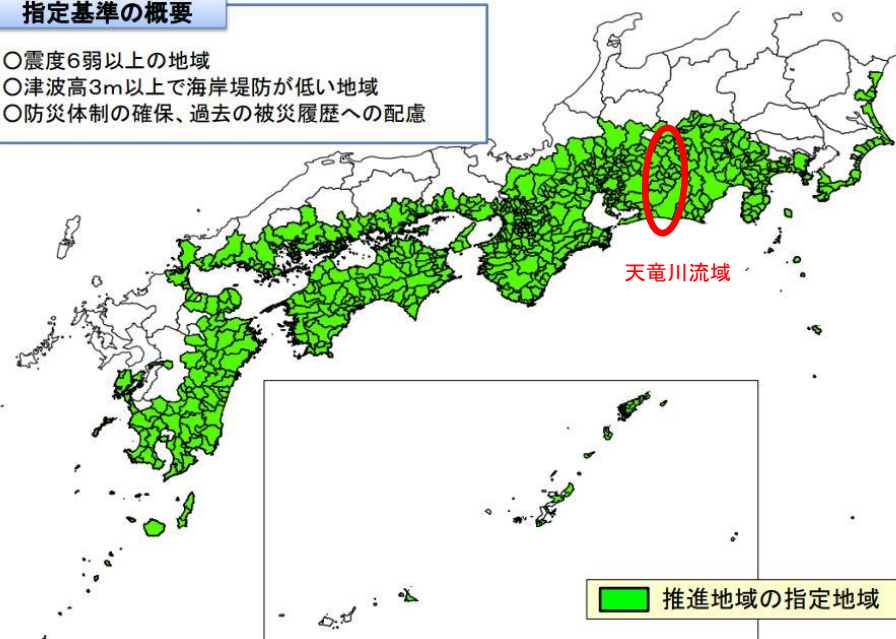 指定基準の概要
○震度6弱以上の地域
○津波高3m以上で海岸堤防が低い地域
○防災体制の確保、過去の被災履歴への配慮
天竜川流域
推進地域の指定地域